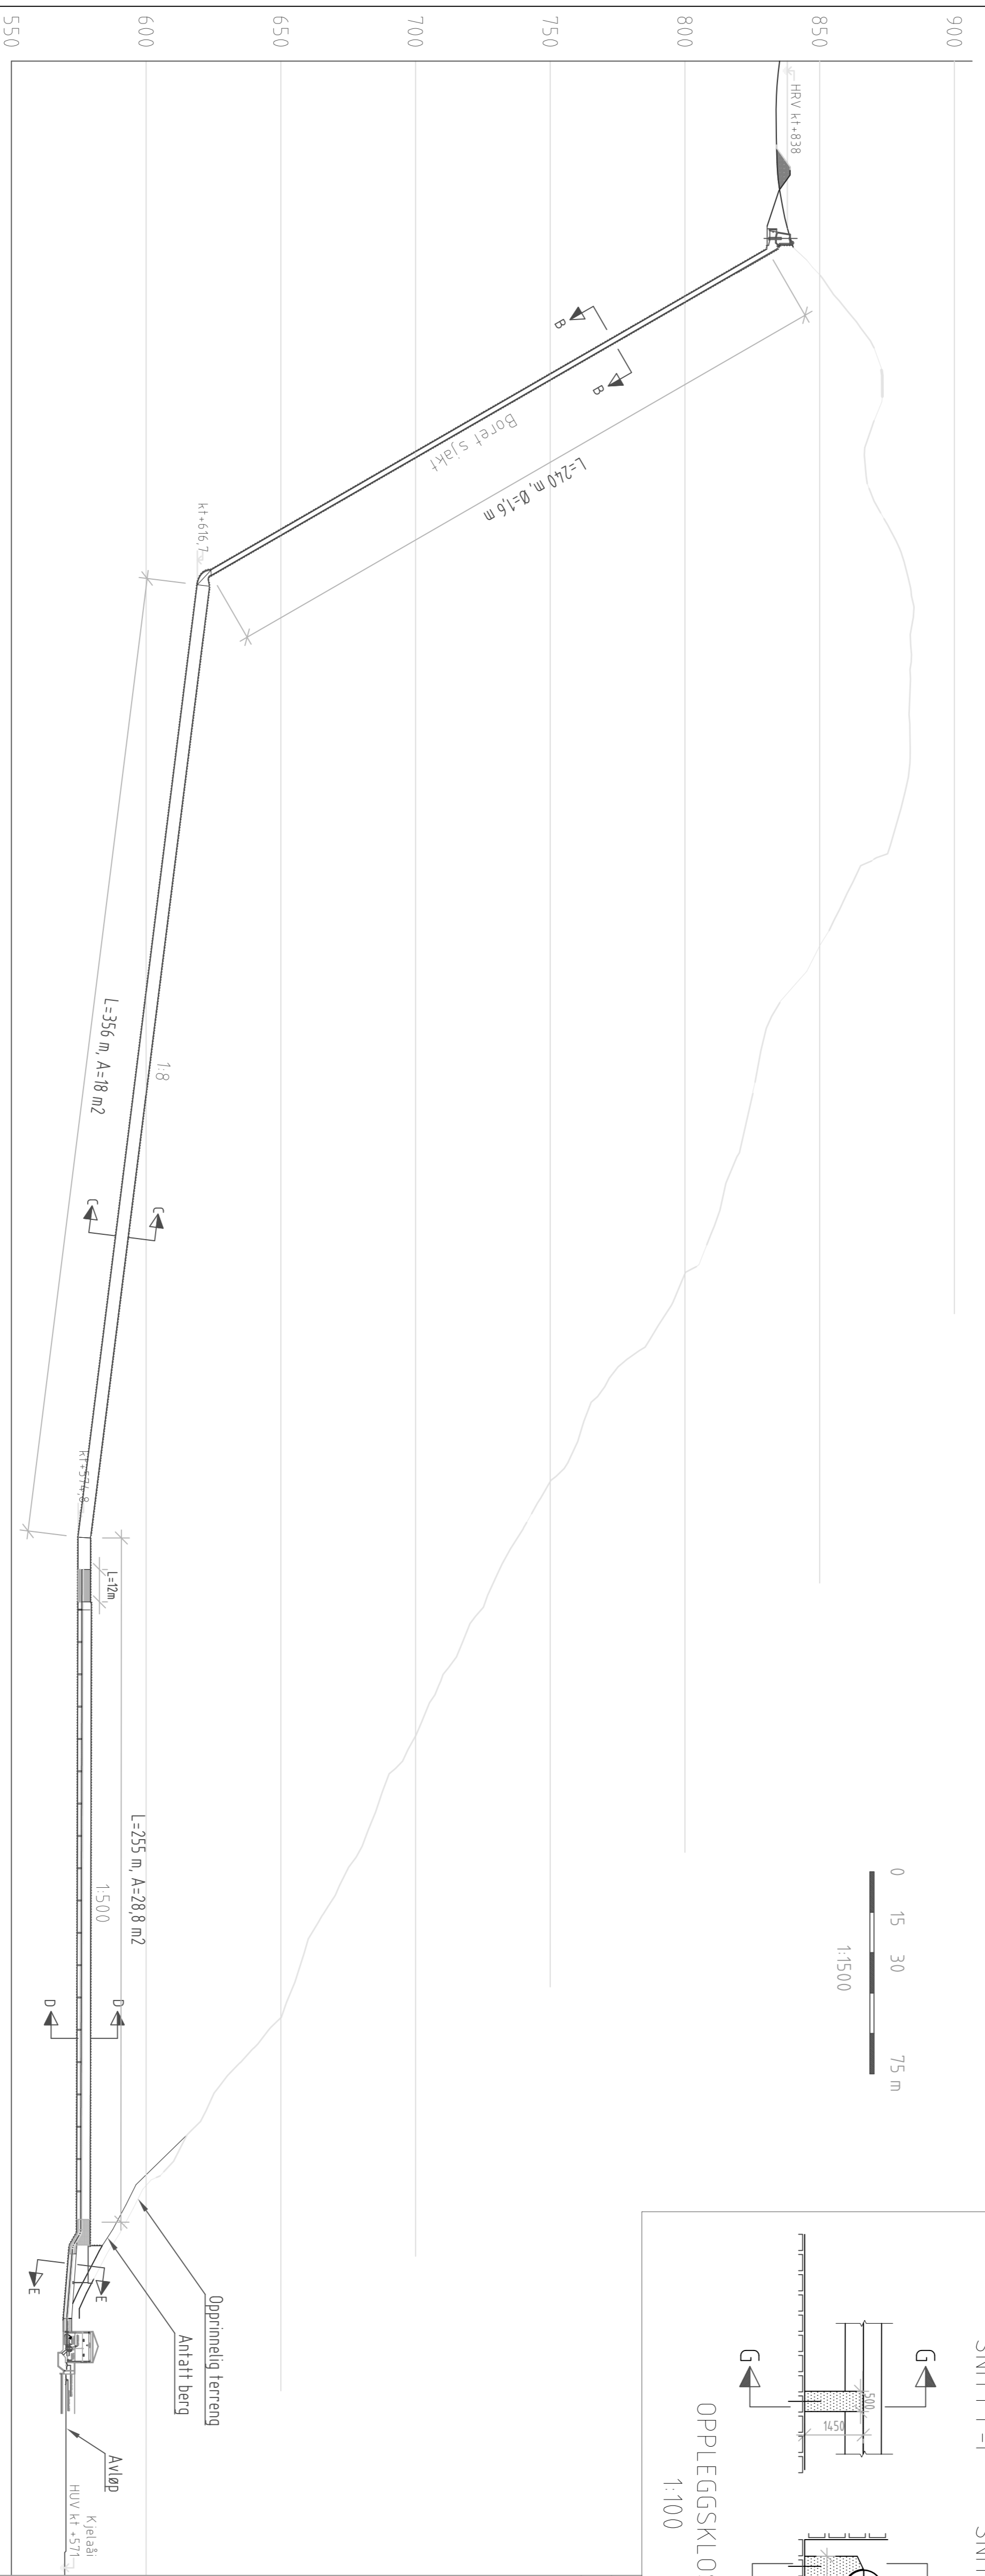 900
850
800
750
700
650
600
550
HRV kt+838
B
B
Boret sjakt
L=240 m, Ø=1,6 m
kt+616,7
1:8
L=356 m, A=18 m2
C
C
kt+574,8
L=12m
L=255 m, A=28,8 m2
1:500
D
D
E
E
Opprinnelig terreng
Antatt berg
Avløp
Kjelaåi
HUV kt +571
0 15 30 75 m
1:1500
G
G
500
1450
OPPLEGGSKLO
1:100